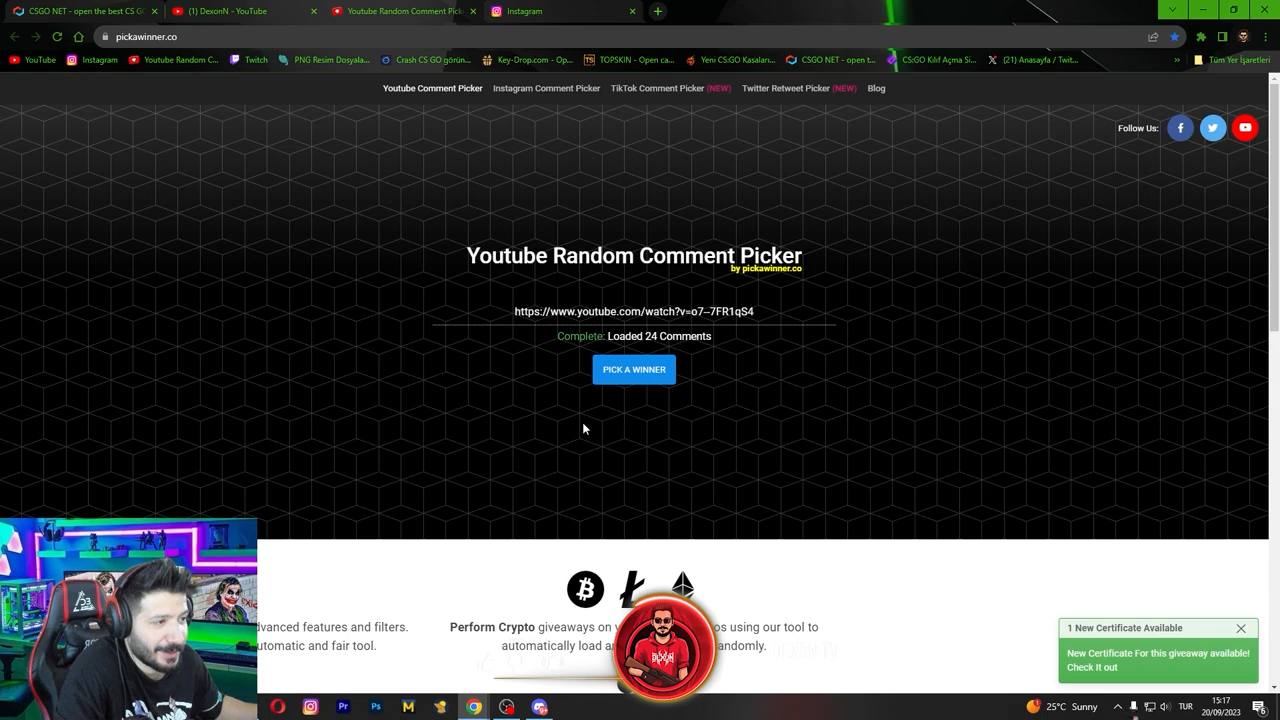 CSGO NET - open the best CS G
(1) DexonN - YouTube
Youtube Random Comment Pick
Instagram
pickawinner.co
YouTube
Instagram
Youtube Random C...
Twitch
PNG Resim Dosyala...
Crash CS GO görün...
Key-Drop.com - Op...
TOPSKIN - Open ca...
Yeni CS:GO Kasaları...
CSGO NET - open t...
CS:GO Kılıf Açma Si...
(21) Anasayfa / Twit...
»
Tüm Yer İşaretleri
Youtube Comment Picker
Instagram Comment Picker
TikTok Comment Picker (NEW)
Twitter Retweet Picker (NEW)
Blog
Follow Us:
Youtube Random Comment Picker
by pickawinner.co
https://www.youtube.com/watch?v=o7--7FR1qS4
Complete: Loaded 24 Comments
PICK A WINNER
dvanced features and filters.
utomatic and fair tool.
Perform Crypto giveaways on
os using our tool to
automatically load
andomly.
1 New Certificate Available
New Certificate For this giveaway available!
Check It out
25°C Sunny
TUR
15:17
20/09/2023